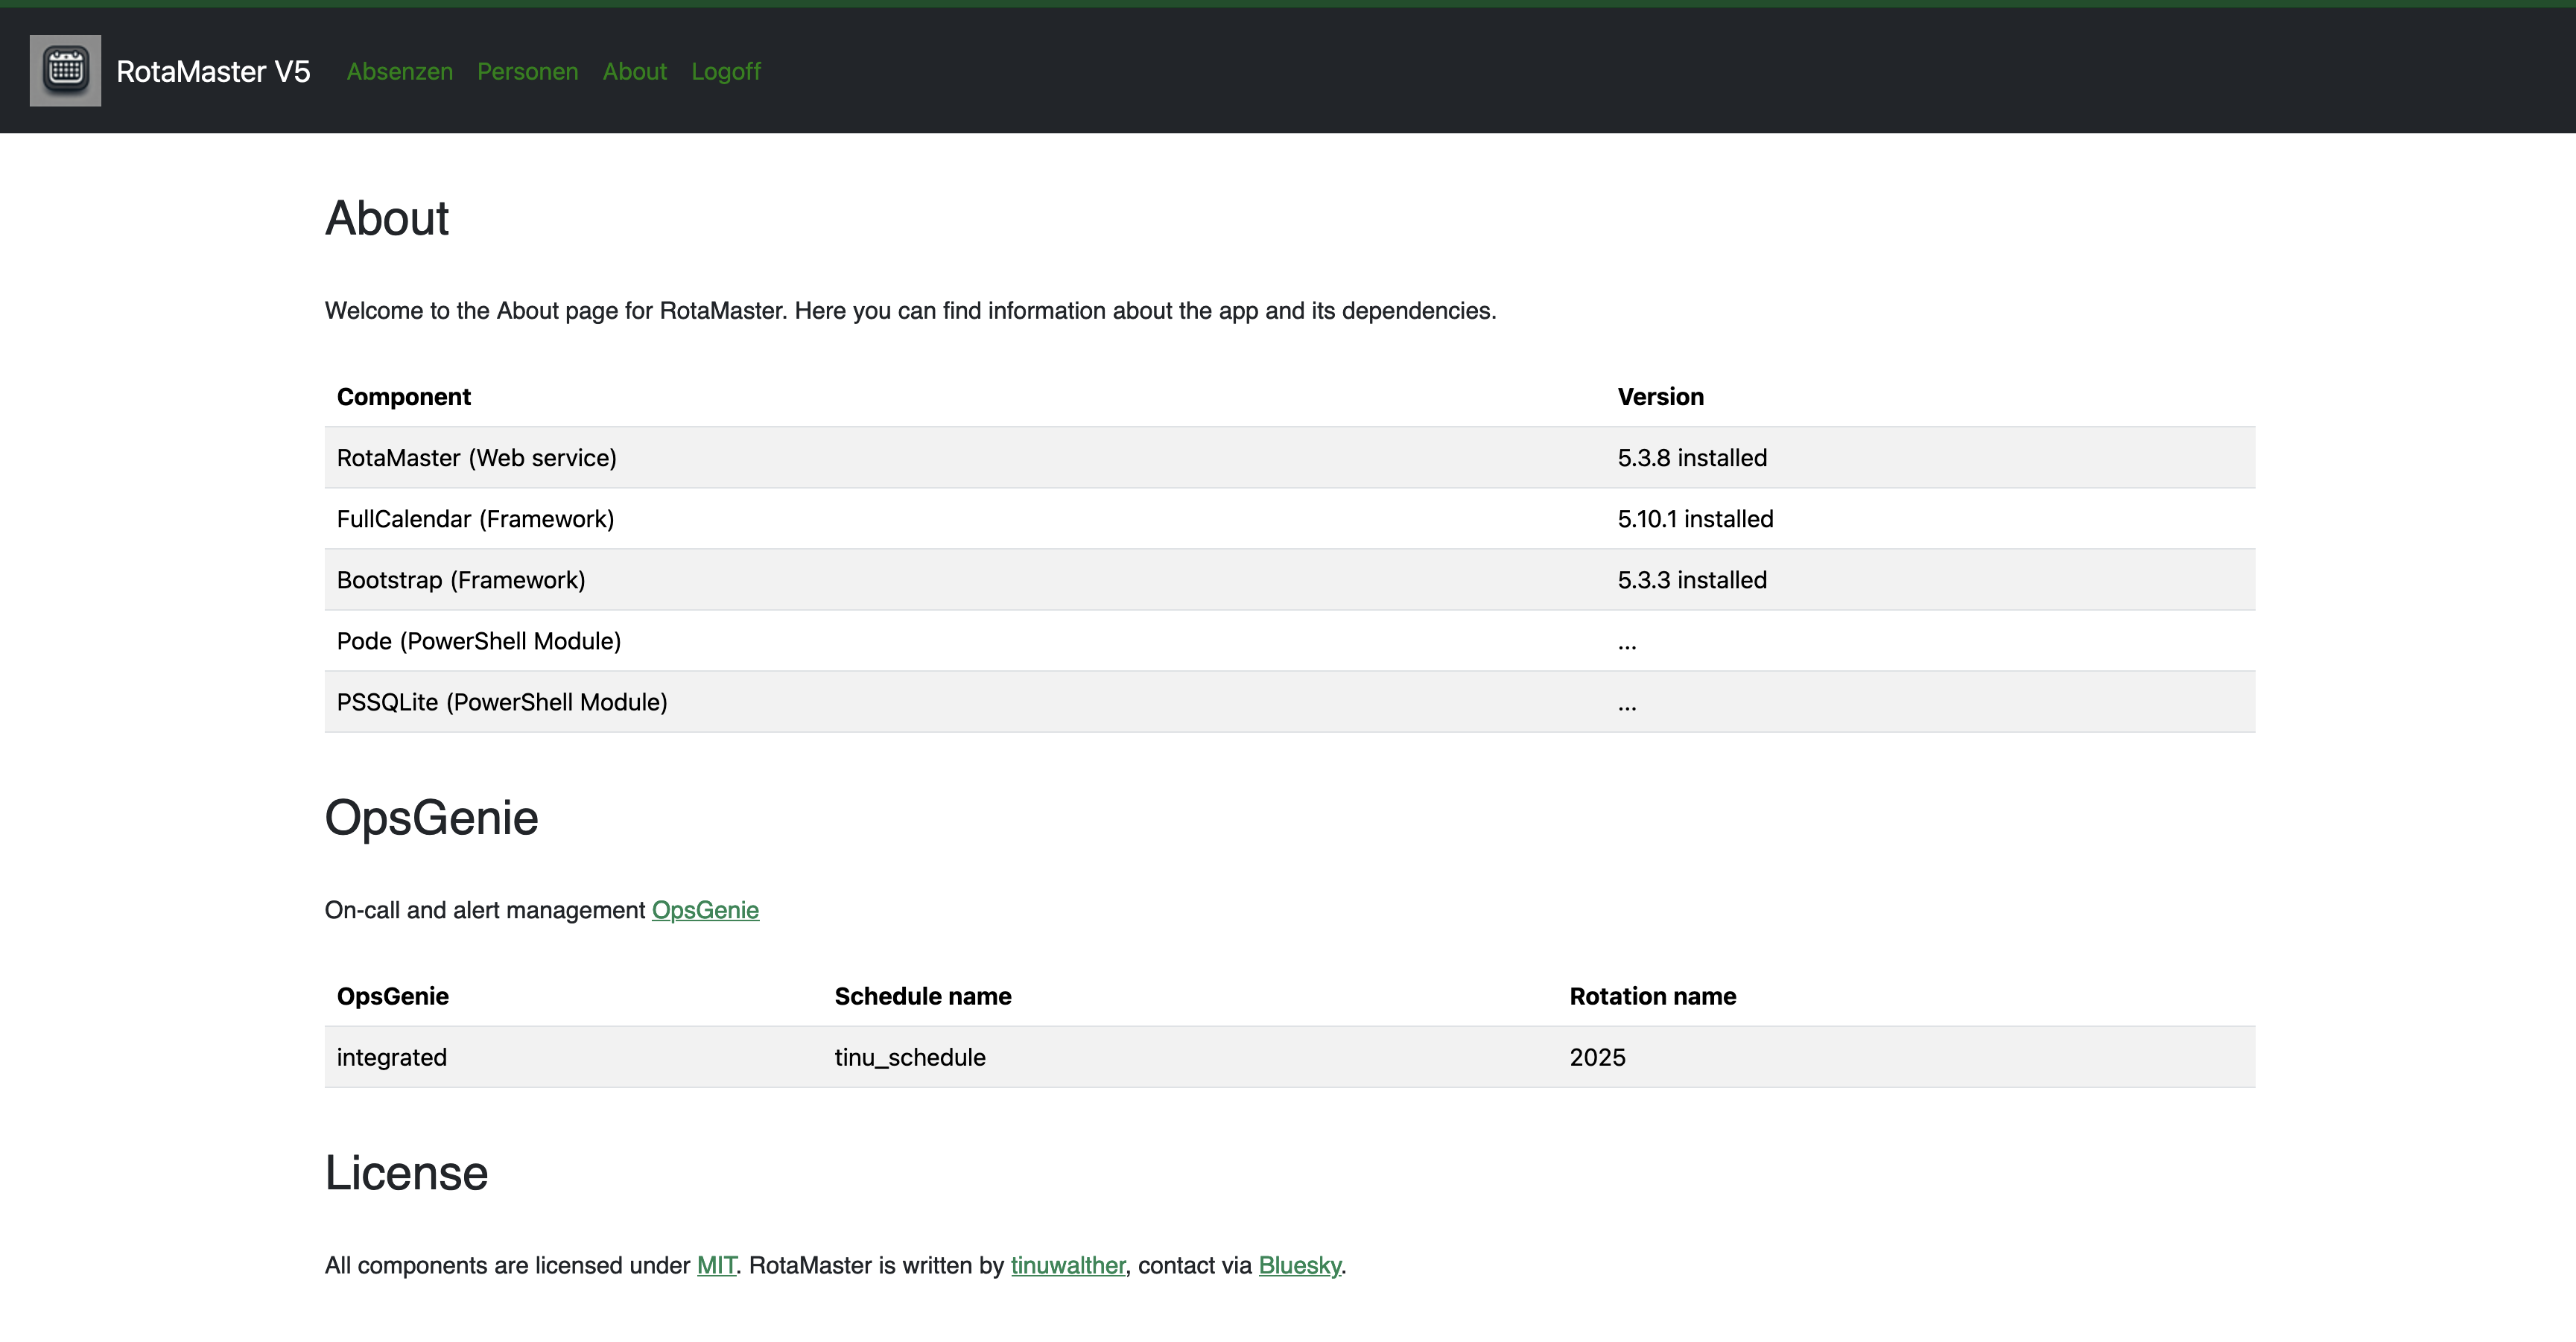 RotaMaster V5 Absenzen Personen About Logoff
About
Welcome to the About page for RotaMaster. Here you can find information about the app and its dependencies.
Component Version
RotaMaster (Web service) 5.3.8 installed
FullCalendar (Framework) 5.10.1 installed
Bootstrap (Framework) 5.3.3 installed
Pode (PowerShell Module) ...
PSSQLite (PowerShell Module) ...
OpsGenie
On-call and alert management OpsGenie
OpsGenie Schedule name Rotation name
integrated tinu_schedule 2025
License
All components are licensed under MIT. RotaMaster is written by tinuwalther, contact via Bluesky.